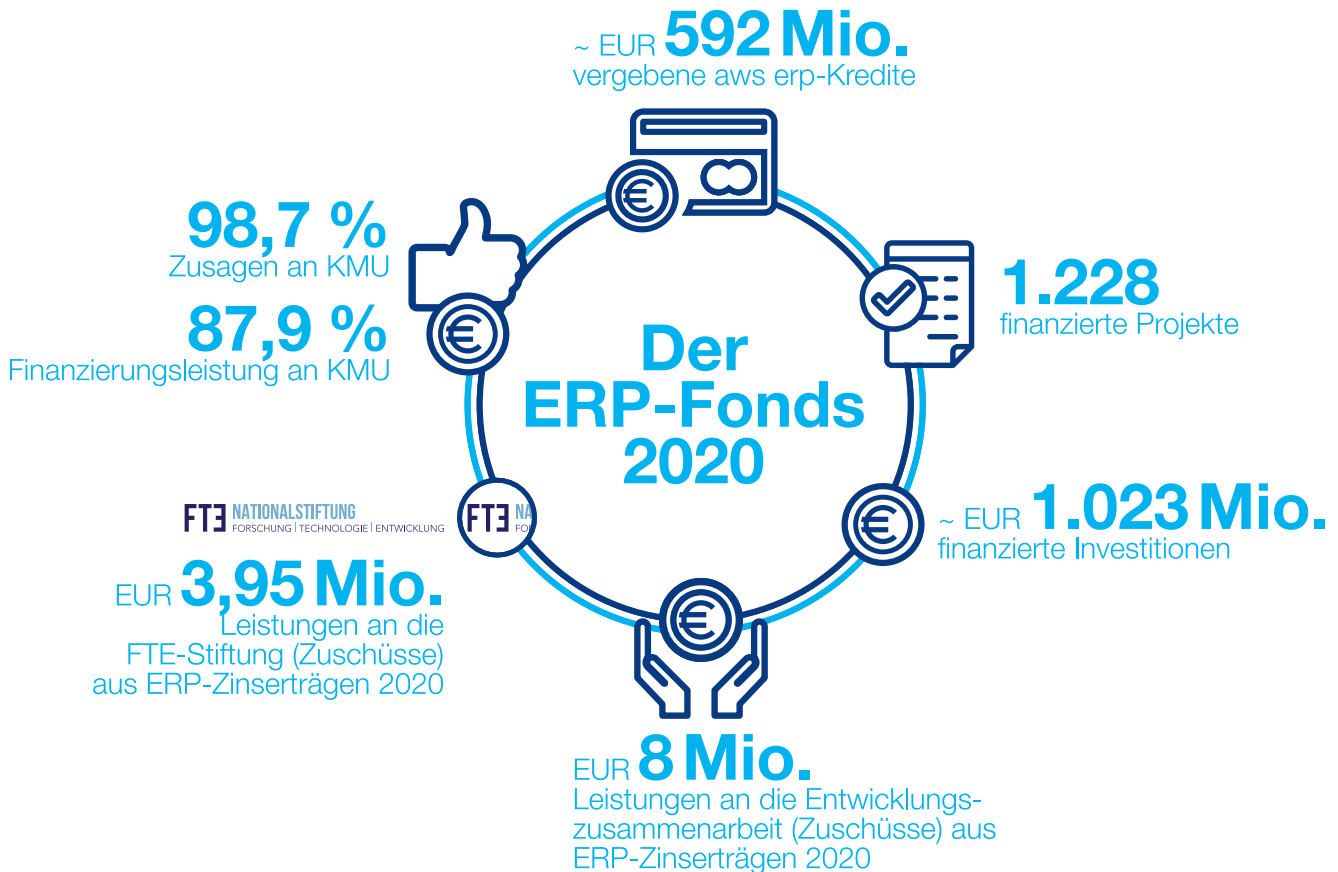 ~ EUR 592 Mio.
vergebene aws erp-Kredite
98,7 %
Zusagen an KMU
87,9 %
Finanzierungsleistung an KMU
1.228
finanzierte Projekte
Der
ERP-Fonds
2020
~ EUR 1.023 Mio.
finanzierte Investitionen
FTE NATIONALSTIFTUNG
FORSCHUNG | TECHNOLOGIE | ENTWICKLUNG
FTE NA
FO
EUR 3,95 Mio.
Leistungen an die
FTE-Stiftung (Zuschüsse)
aus ERP-Zinserträgen 2020
EUR 8 Mio.
Leistungen an die Entwicklungs-
zusammenarbeit (Zuschüsse) aus
ERP-Zinserträgen 2020